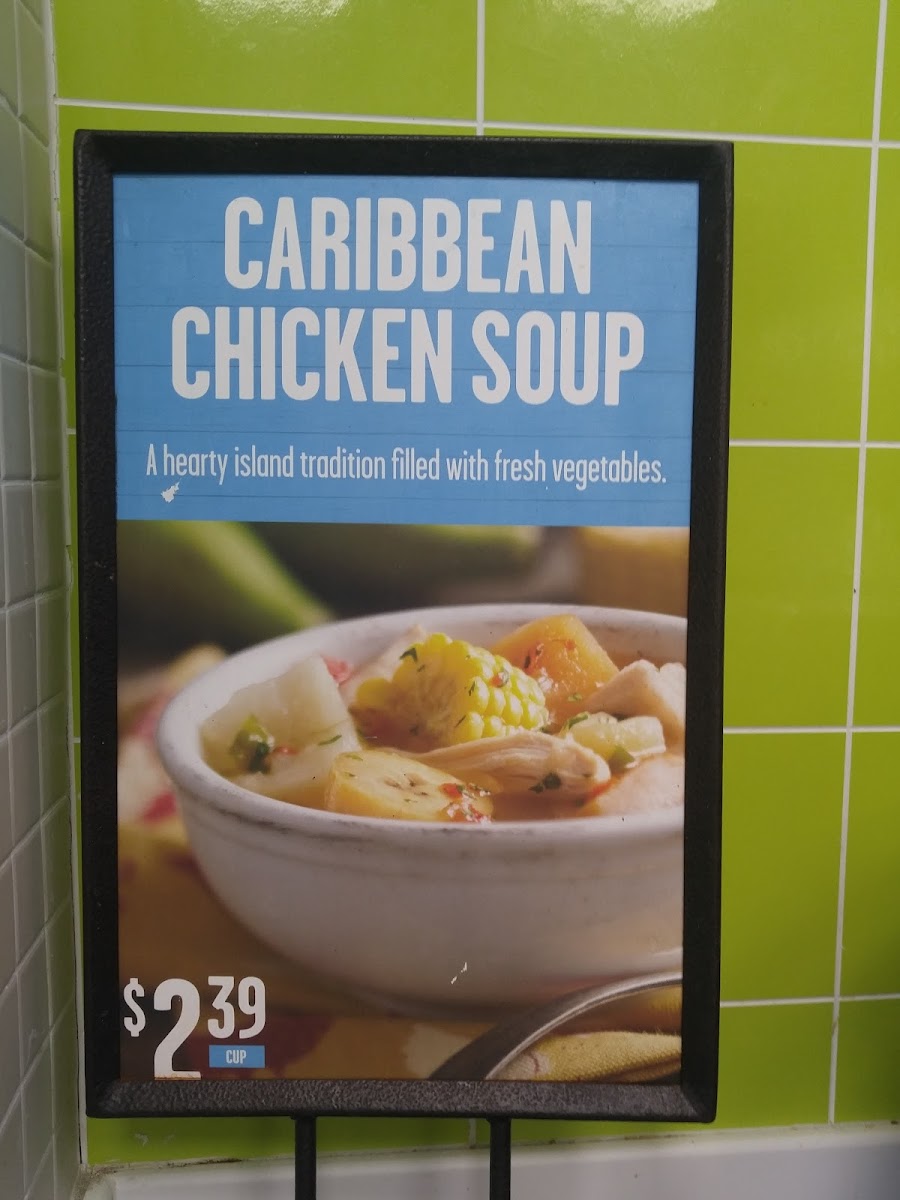 CARIBBEAN
CHICKEN SOUP
A hearty island tradition filled with fresh vegetables.
$2.39
CUP